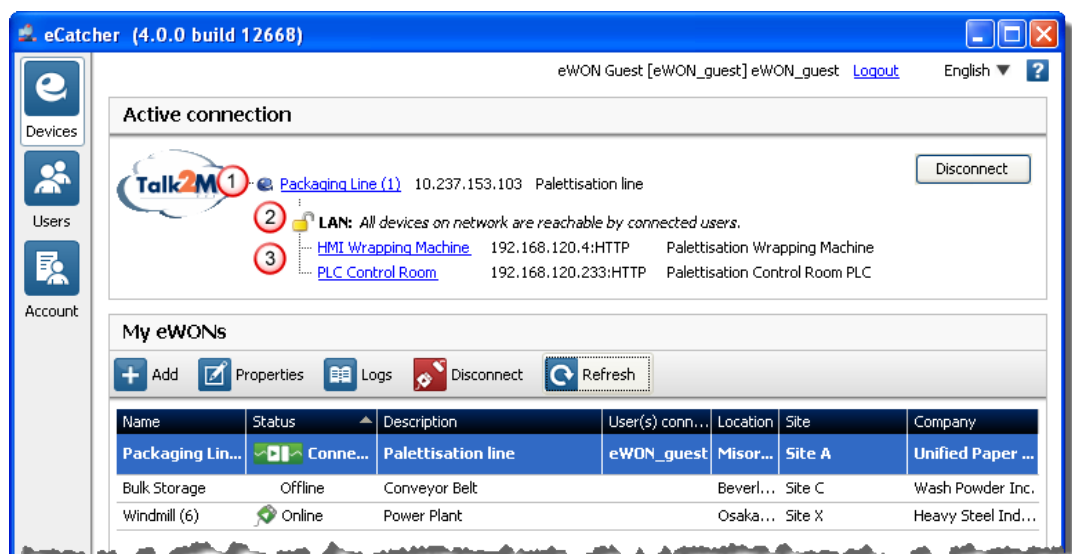 eCatcher (4.0.0 build 12668)
eWON Guest [eWON_guest] eWON_guest Logout English ?
Devices
Users
Account
Active connection
Talk2M 1 Packaging Line (1) 10.237.153.103 Palettisation line Disconnect
2 LAN: All devices on network are reachable by connected users.
3 HMI Wrapping Machine 192.168.120.4:HTTP Palettisation Wrapping Machine
PLC Control Room 192.168.120.233:HTTP Palettisation Control Room PLC
My eWONs
Add Properties Logs Disconnect Refresh
Name Status Description User(s) conn... Location Site Company
Packaging Lin... Conne... Palettisation line eWON_guest Misor... Site A Unified Paper ...
Bulk Storage Offline Conveyor Belt Beverl... Site C Wash Powder Inc.
Windmill (6) Online Power Plant Osaka... Site X Heavy Steel Ind...